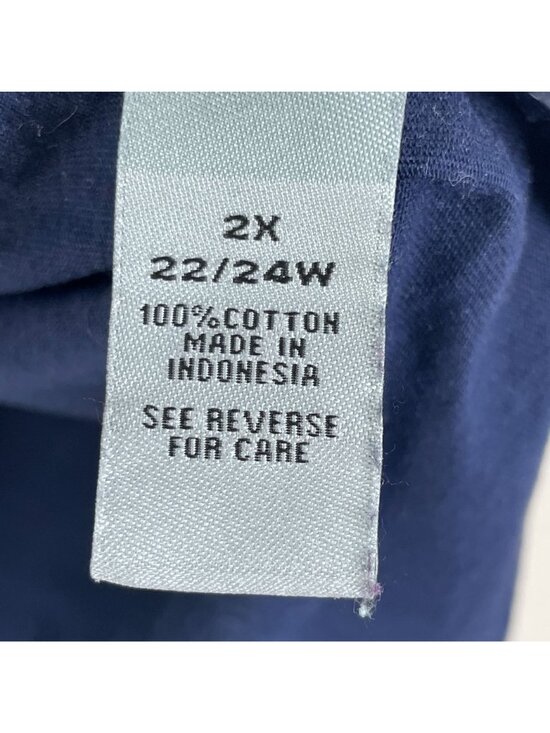 2X
22/24W
100%COTTON
MADE IN
INDONESIA
SEE REVERSE
FOR CARE